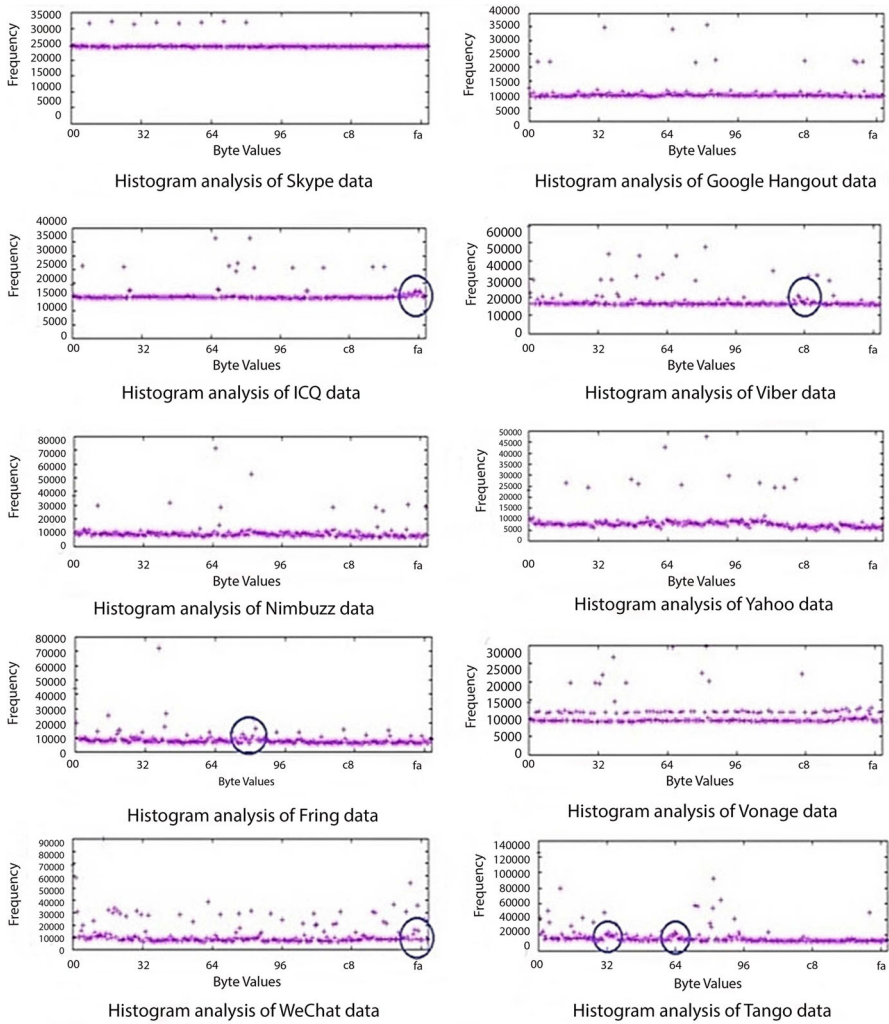 35000
30000
25000
20000
15000
10000
5000
0
Frequency
00 32 64 96 c8 fa
Byte Values
Histogram analysis of Skype data
40000
35000
30000
25000
20000
15000
10000
5000
0
Frequency
00 32 64 96 c8 fa
Byte Values
Histogram analysis of Google Hangout data
40000
35000
30000
25000
20000
15000
10000
5000
0
Frequency
00 32 64 96 c8 fa
Byte Values
Histogram analysis of ICQ data
60000
50000
40000
30000
20000
10000
0
Frequency
00 32 64 96 c8 fa
Byte Values
Histogram analysis of Viber data
80000
70000
60000
50000
40000
30000
20000
10000
0
Frequency
00 32 64 96 c8 fa
Byte Values
Histogram analysis of Nimbuzz data
50000
45000
40000
35000
30000
25000
20000
15000
10000
5000
0
Frequency
00 32 64 96 c8 fa
Byte Values
Histogram analysis of Yahoo data
80000
70000
60000
50000
40000
30000
20000
10000
0
Frequency
00 32 64 96 c8 fa
Byte Values
Histogram analysis of Fring data
30000
25000
20000
15000
10000
5000
0
Frequency
00 32 64 96 c8 fa
Byte Values
Histogram analysis of Vonage data
90000
80000
70000
60000
50000
40000
30000
20000
10000
0
Frequency
00 32 64 96 c8 fa
Byte Values
Histogram analysis of WeChat data
140000
120000
100000
80000
60000
40000
20000
0
Frequency
00 32 64 96 c8 fa
Byte Values
Histogram analysis of Tango data